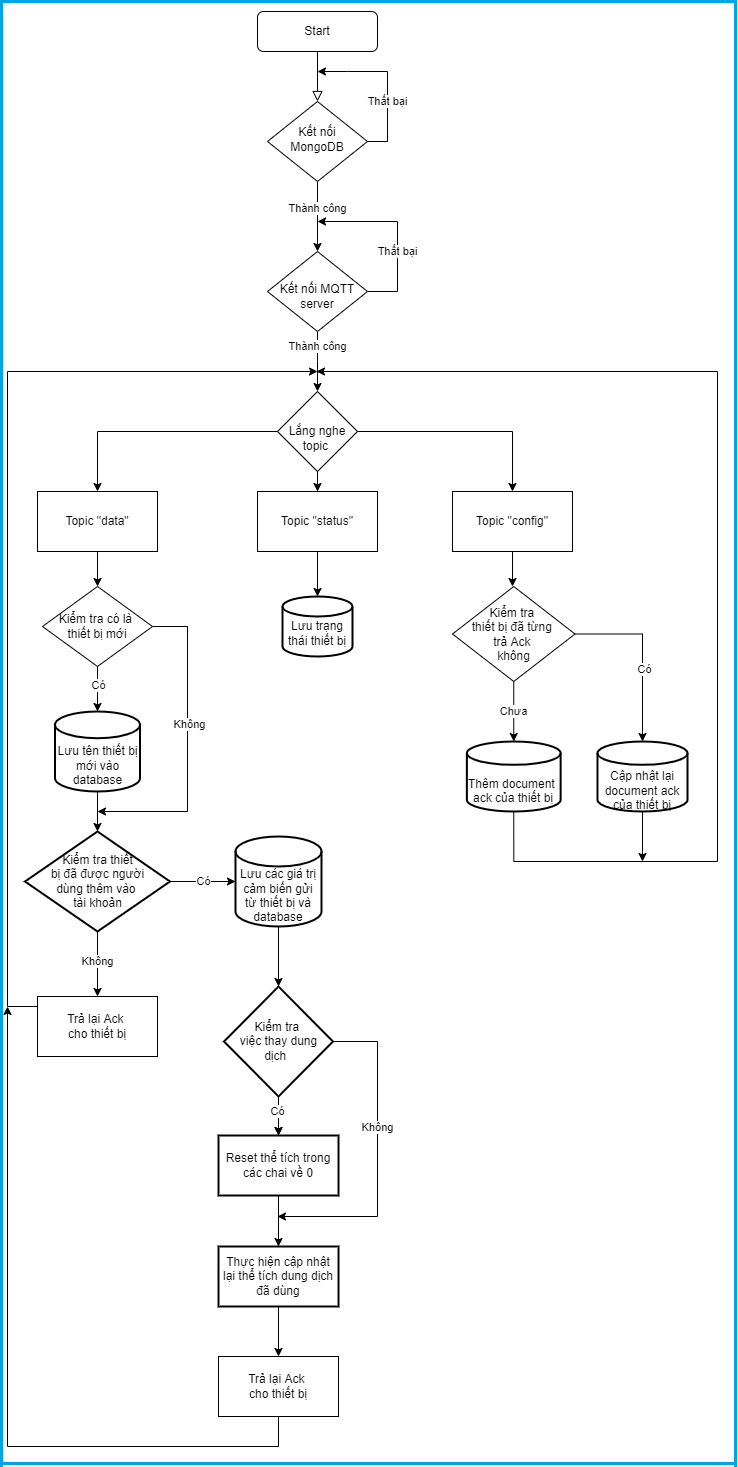 Start
Thất bại
Kết nối
MongoDB
Thành công
Thất bại
Kết nối MQTT
server
Thành công
Lắng nghe
topic
Topic "data"
Topic "status"
Topic "config"
Kiểm tra có là
thiết bị mới
Lưu trạng
thái thiết bị
Kiểm tra
thiết bị đã từng
trả Ack
không
Có
Không
Có
Chưa
Lưu tên thiết bị
mới vào
database
Thêm document
ack của thiết bị
Cập nhật lại
document ack
của thiết bị
Kiểm tra thiết
bị đã được người
dùng thêm vào
tải khoản
Có
Lưu các giá trị
cảm biến gửi
từ thiết bị và
database
Không
Trả lại Ack
cho thiết bị
Kiểm tra
việc thay dung
dịch
Có
Không
Reset thể tích trong
các chai về 0
Thực hiện cập nhật
lại thể tích dung dịch
đã dùng
Trả lại Ack
cho thiết bị